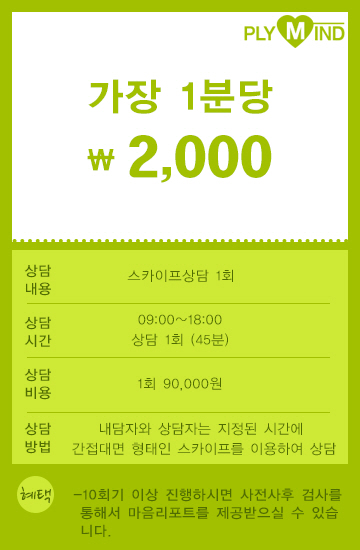 PLY MIND
가장 1분당
₩ 2,000
상담
내용
스카이프상담 1회
상담
시간
09:00~18:00
상담 1회 (45분)
상담
비용
1회 90,000원
상담
방법
내담자와 상담자는 지정된 시간에
간접대면 형태인 스카이프를 이용하여 상담
혜택
-10회기 이상 진행하시면 사전사후 검사를
통해서 마음리포트를 제공받으실 수 있습
니다.